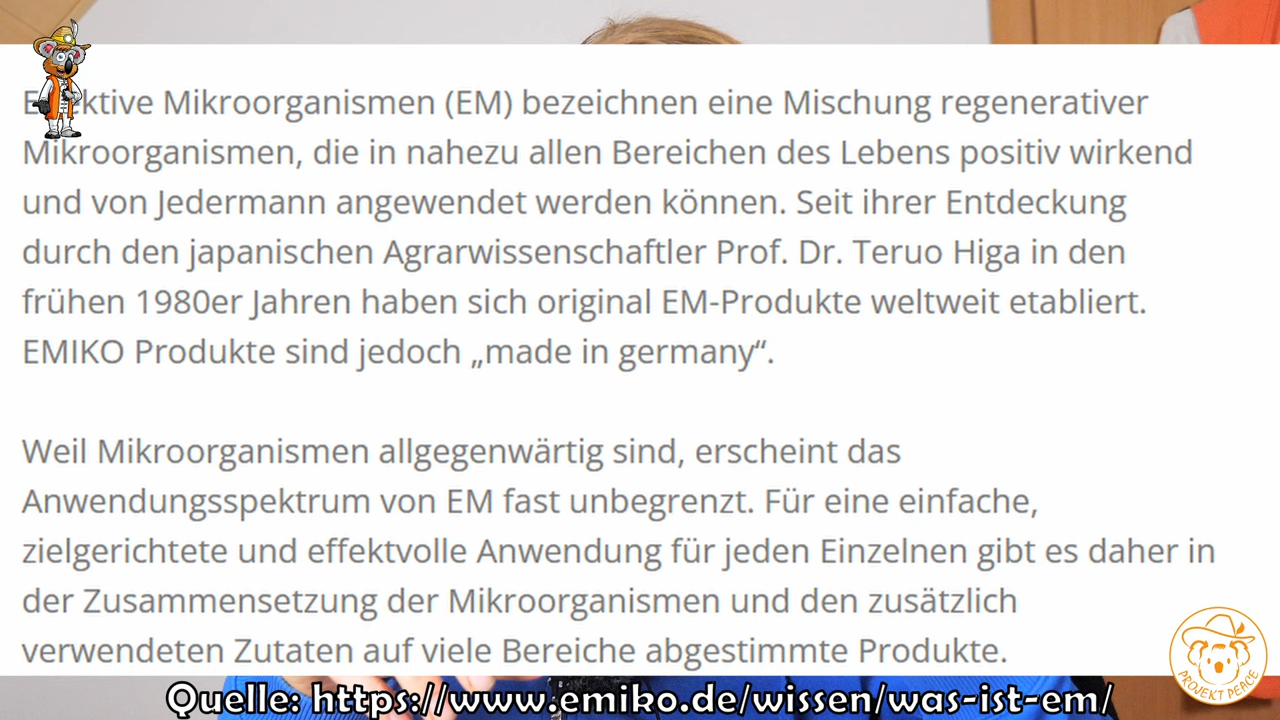 ktive Mikroorganismen (EM) bezeichnen eine Mischung regenerativer
Mikroorganismen, die in nahezu allen Bereichen des Lebens positiv wirkend
und von Jedermann angewendet werden können. Seit ihrer Entdeckung
durch den japanischen Agrarwissenschaftler Prof. Dr. Teruo Higa in den
frühen 1980er Jahren haben sich original EM-Produkte weltweit etabliert.
EMIKO Produkte sind jedoch „made in germany“.
Weil Mikroorganismen allgegenwärtig sind, erscheint das
Anwendungsspektrum von EM fast unbegrenzt. Für eine einfache,
zielgerichtete und effektvolle Anwendung für jeden Einzelnen gibt es daher in
der Zusammensetzung der Mikroorganismen und den zusätzlich
verwendeten Zutaten auf viele Bereiche abgestimmte Produkte.
PROJEKT PEACE
Quelle: https://www.emiko.de/wissen/was-ist-em/